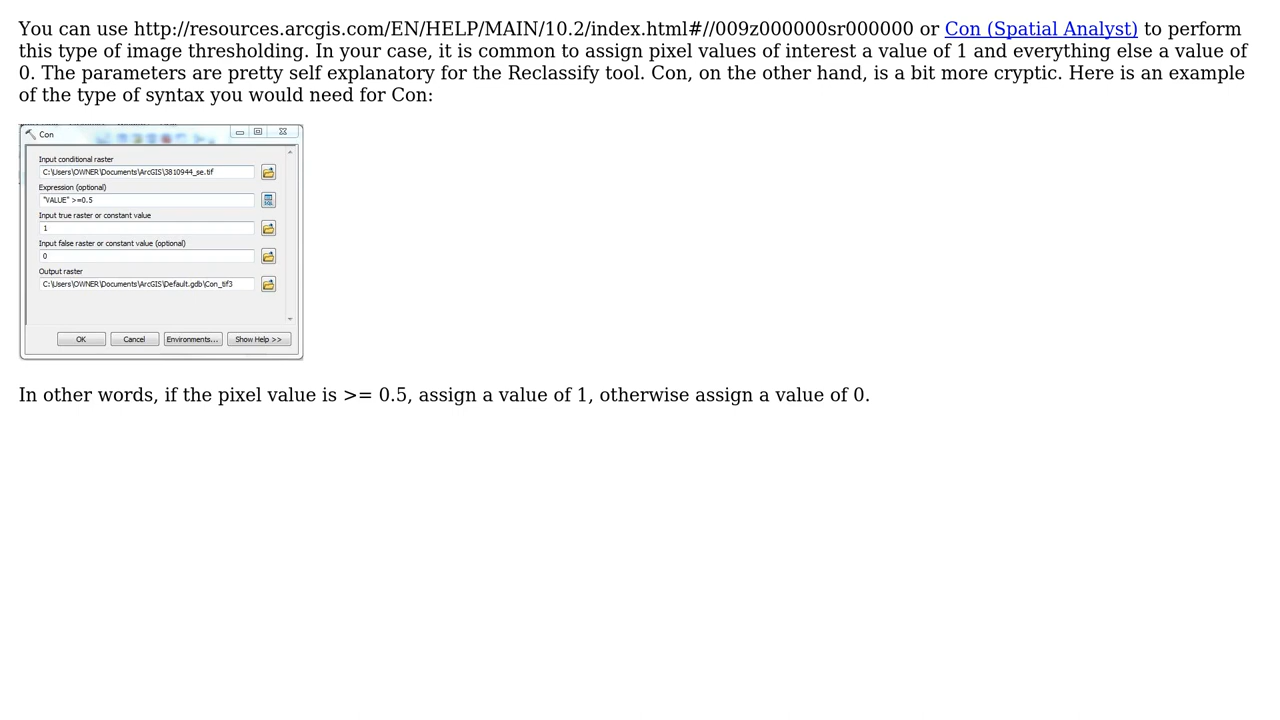 You can use http://resources.arcgis.com/EN/HELP/MAIN/10.2/index.html#//009z000000sr000000 or Con (Spatial Analyst) to perform
this type of image thresholding. In your case, it is common to assign pixel values of interest a value of 1 and everything else a value of
0. The parameters are pretty self explanatory for the Reclassify tool. Con, on the other hand, is a bit more cryptic. Here is an example
of the type of syntax you would need for Con:
Con
Input conditional raster
C:\Users\OWNER\Documents\ArcGIS\3810944_se.tif
Expression (optional)
"VALUE" >=0.5
Input true raster or constant value
1
Input false raster or constant value (optional)
0
Output raster
C:\Users\OWNER\Documents\ArcGIS\Default.gdb\Con_tif3
OK Cancel Environments... Show Help >>
In other words, if the pixel value is >= 0.5, assign a value of 1, otherwise assign a value of 0.